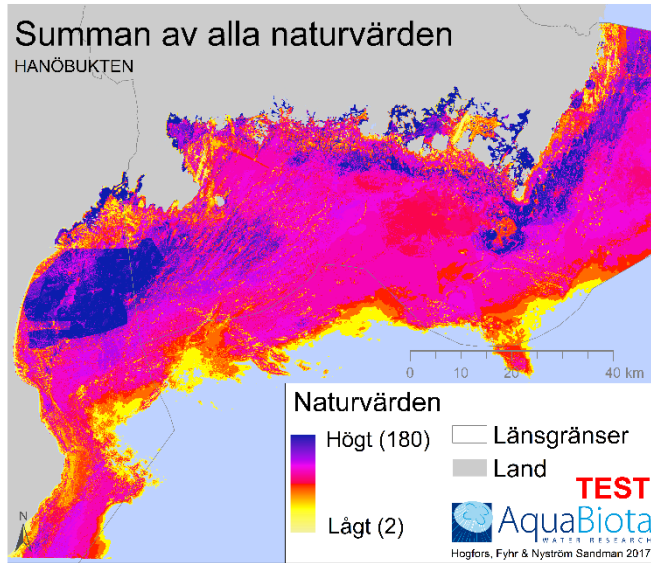 Summan av alla naturvärden
HANÖBUKTEN
0 10 20 40 km
Naturvärden
Högt (180)
Lågt (2)
Länsgränser
Land
N
TEST
AquaBiota
WATER RESEARCH
Hogfors, Fyhr & Nyström Sandman 2017